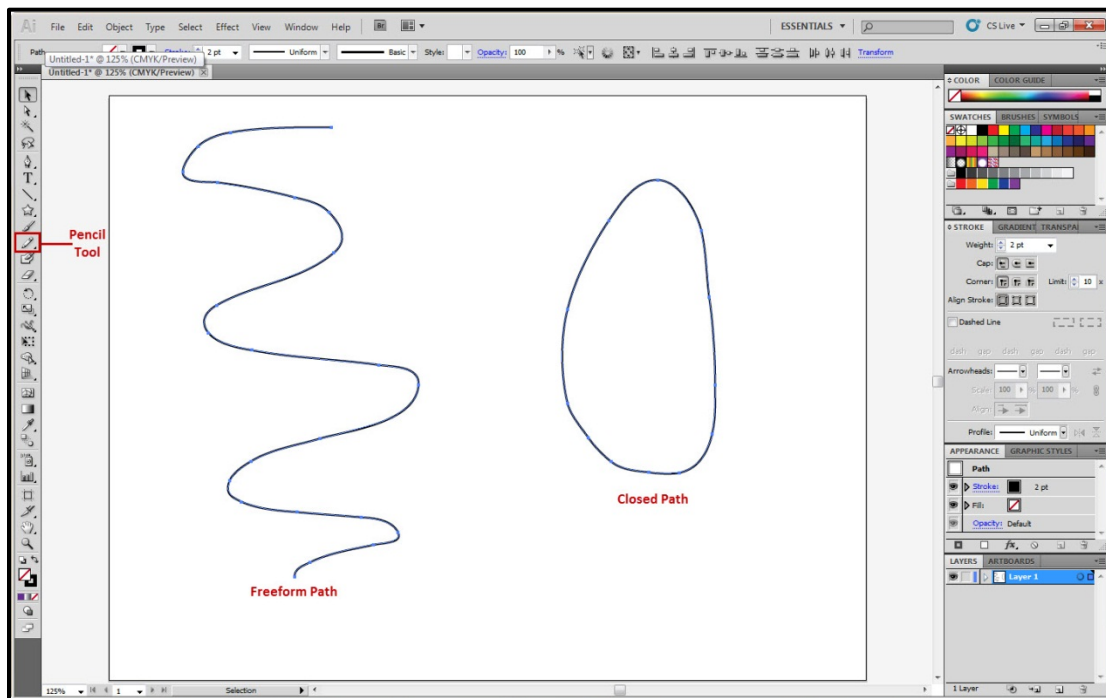 Ai File Edit Object Type Select Effect View Window Help Br ESSENTIALS CS Live
Path Stroke: 2 pt Uniform Basic Style: Opacity: 100 % Transform
Untitled-1* @ 125% (CMYK/Preview)
Untitled-1* @ 125% (CMYK/Preview)
COLOR COLOR GUIDE
SWATCHES BRUSHES SYMBOLS
Pencil
Tool
STROKE GRADIENT TRANSPA
Weight: 2 pt
Cap:
Corner: Limit: 10 x
Align Stroke:
Dashed Line
dash gap dash gap dash gap
Arrowheads:
Scale: 100 % 100 %
Align:
Profile: Uniform
APPEARANCE GRAPHIC STYLES
Path
Stroke: 2 pt
Fill:
Opacity: Default
fx
Closed Path
Freeform Path
LAYERS ARTBOARDS
Layer 1
125% 1 Selection
1 Layer